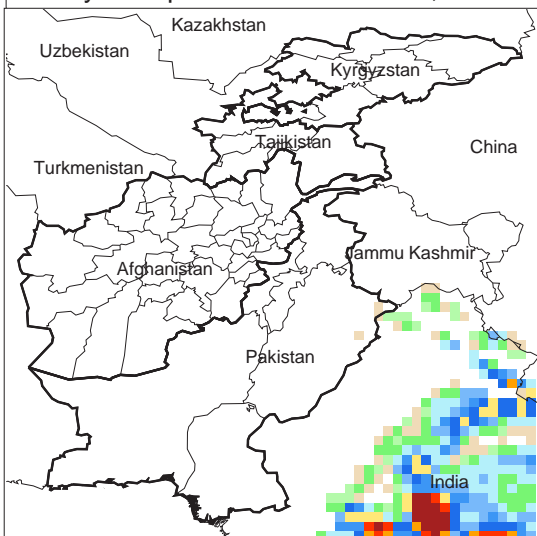 Kazakhstan
Uzbekistan
Kyrgyzstan
Tajikistan
China
Turkmenistan
Jammu Kashmir
Afghanistan
Pakistan
India